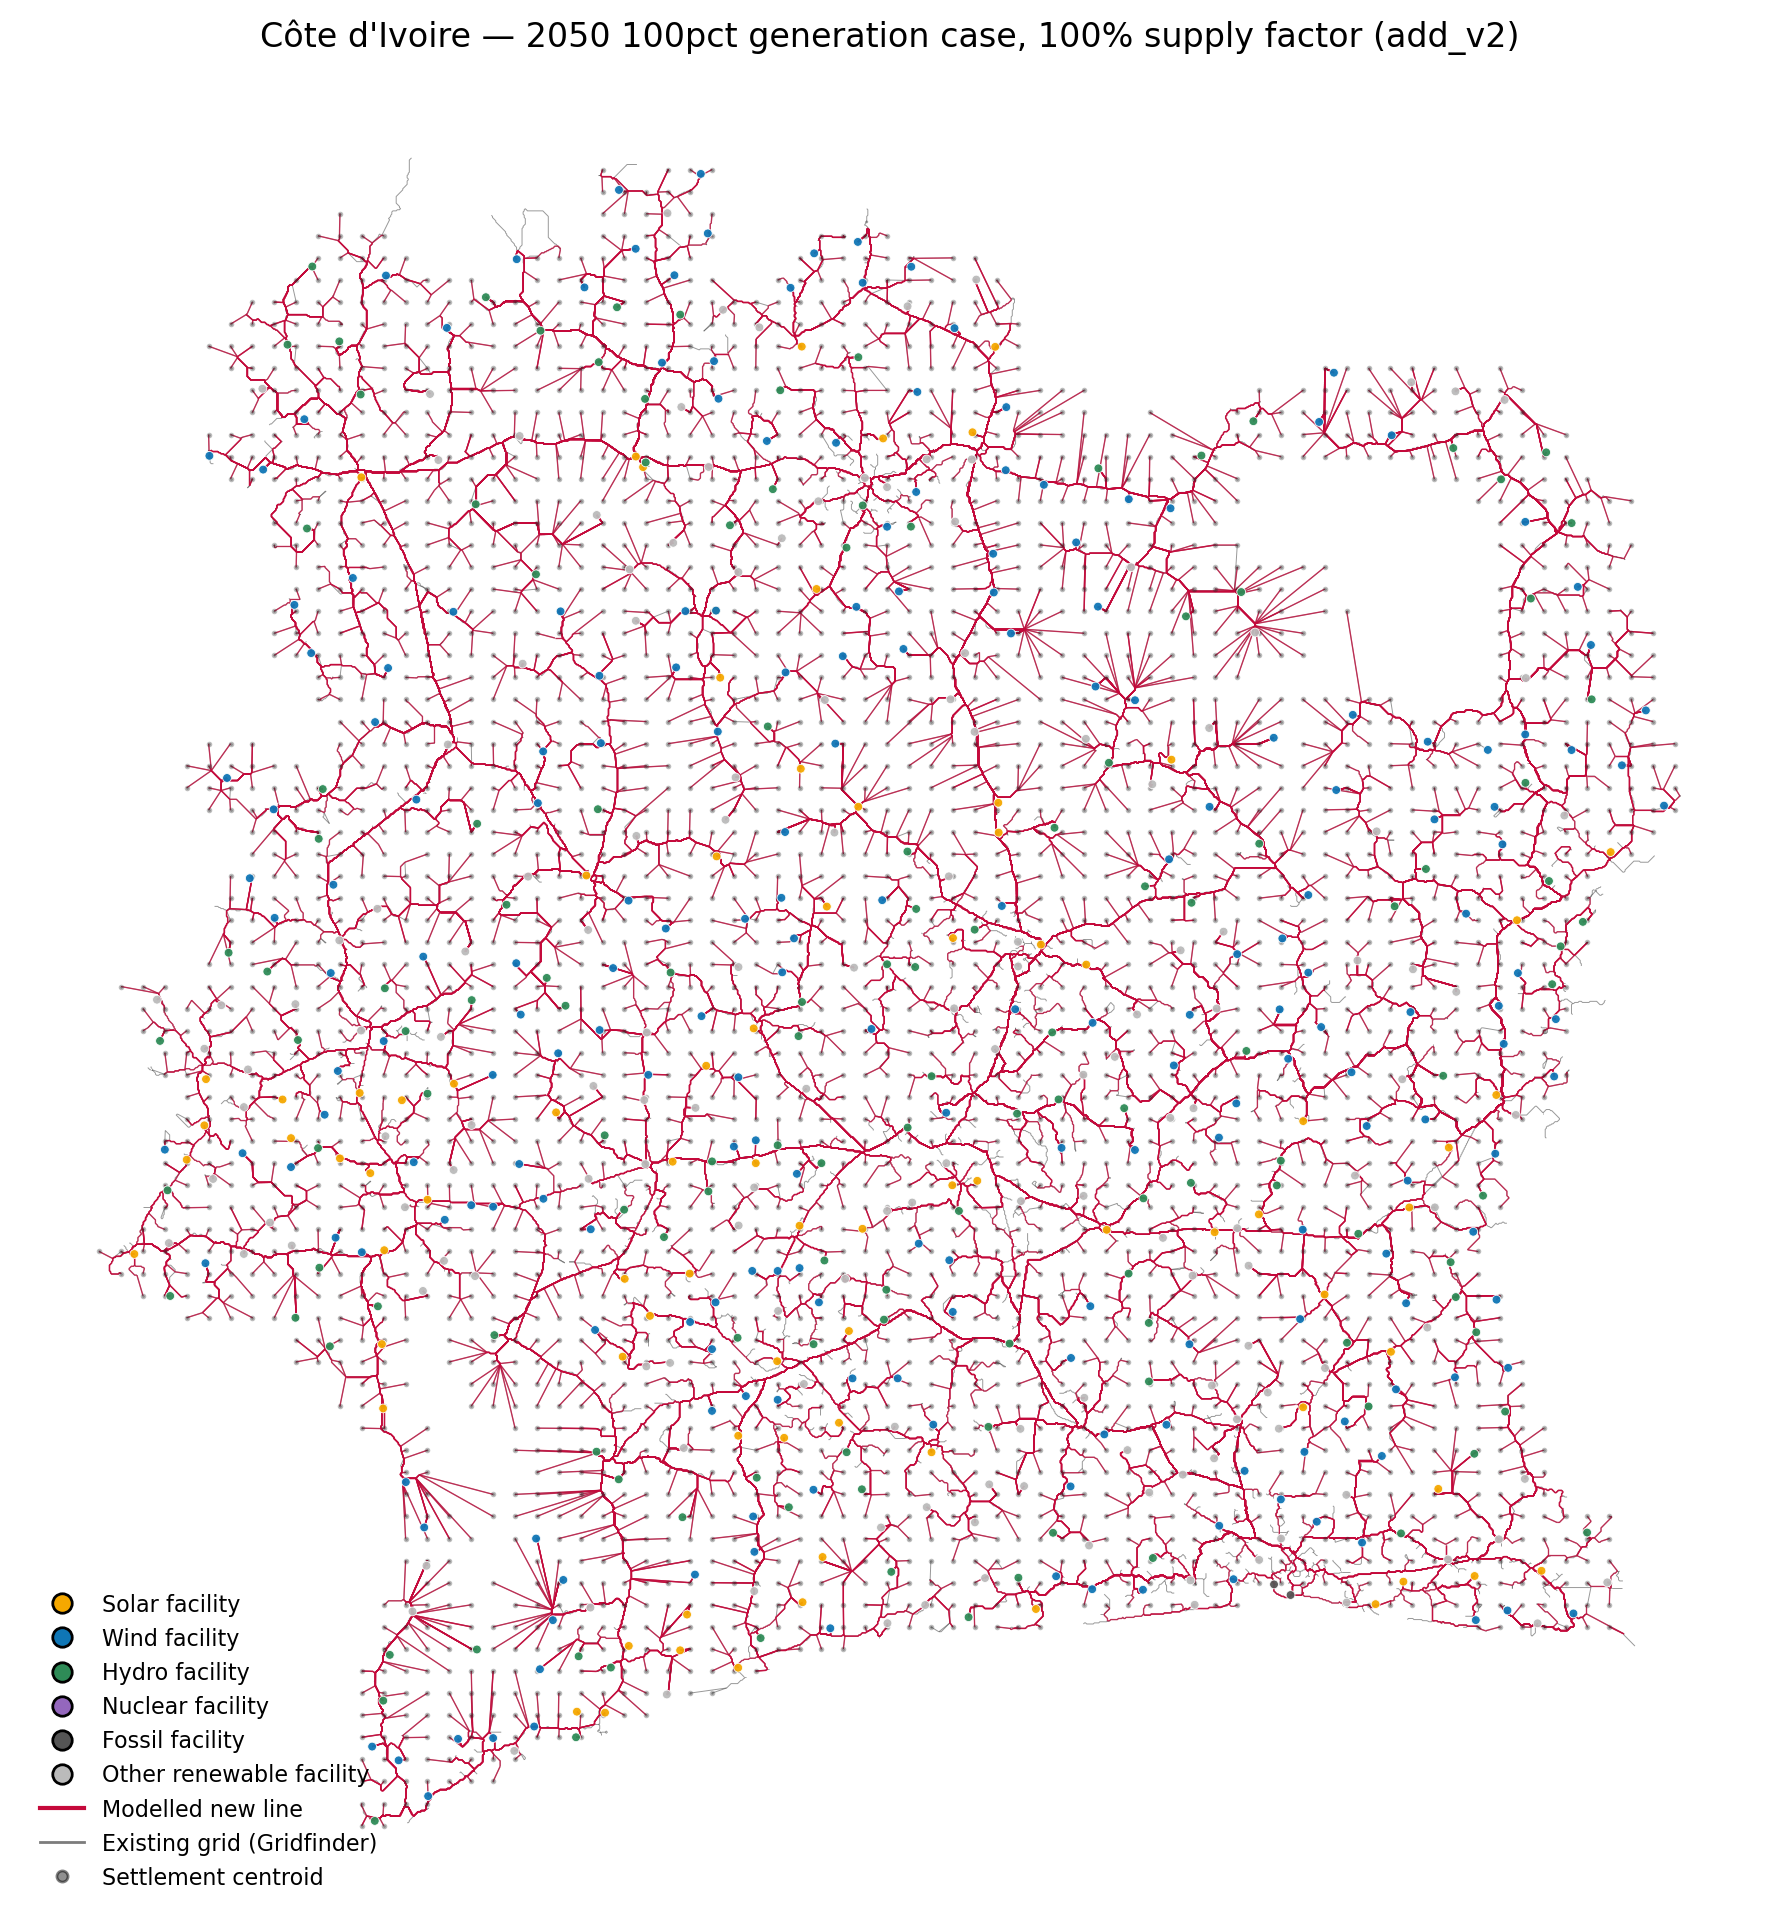 Côte d'Ivoire — 2050 100pct generation case, 100% supply factor (add_v2)
Solar facility
Wind facility
Hydro facility
Nuclear facility
Fossil facility
Other renewable facility
Modelled new line
Existing grid (Gridfinder)
Settlement centroid